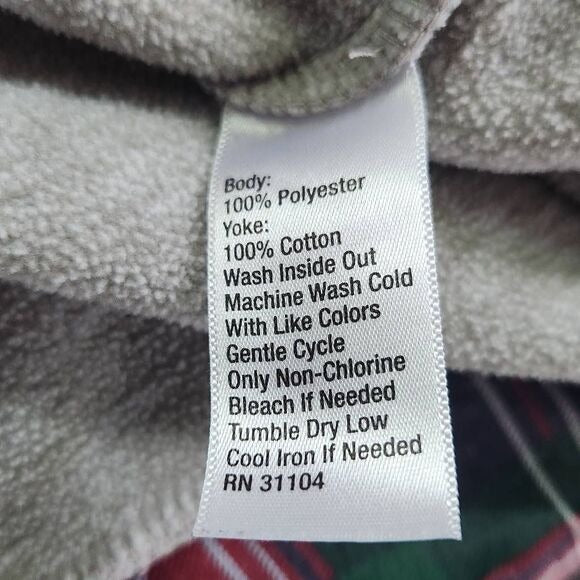 Body:
100% Polyester
Yoke:
100% Cotton
Wash Inside Out
Machine Wash Cold
With Like Colors
Gentle Cycle
Only Non-Chlorine
Bleach If Needed
Tumble Dry Low
Cool Iron If Needed
RN 31104